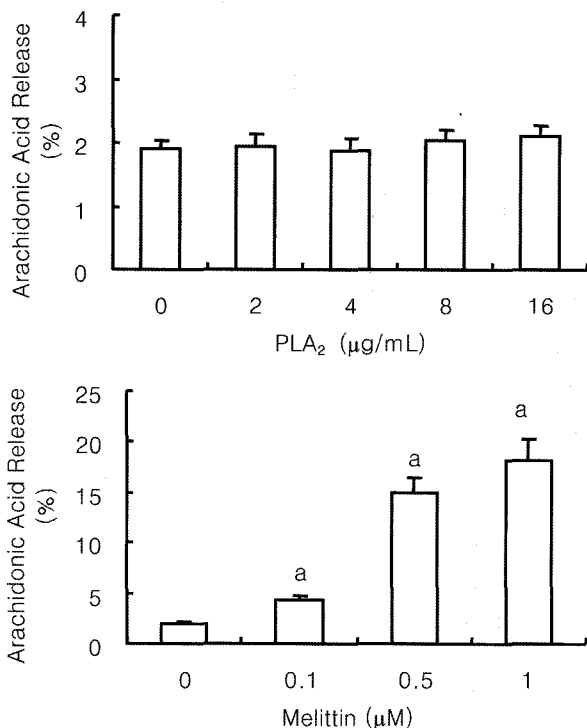 Arachidonic Acid Release
(%)
4
3
2
1
0
0 2 4 8 16
PLA₂ (μg/mL)
Arachidonic Acid Release
(%)
25
20
15
10
5
0
a
a
a
0 0.1 0.5 1
Melittin (μM)